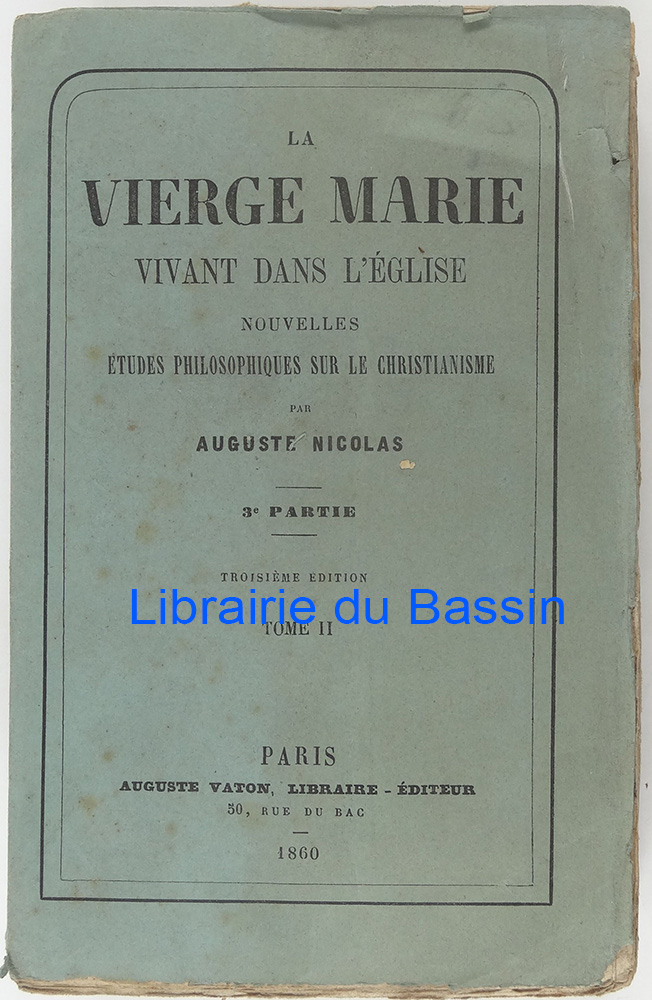 LA
VIERGE MARIE
VIVANT DANS L'ÉGLISE
NOUVELLES
ÉTUDES PHILOSOPHIQUES SUR LE CHRISTIANISME
PAR
AUGUSTE NICOLAS
3e PARTIE
TROISIÈME ÉDITION
Librairie du Bassin
TOME II
PARIS
AUGUSTE VATON, LIBRAIRE - ÉDITEUR
50, RUE DU BAC
1860